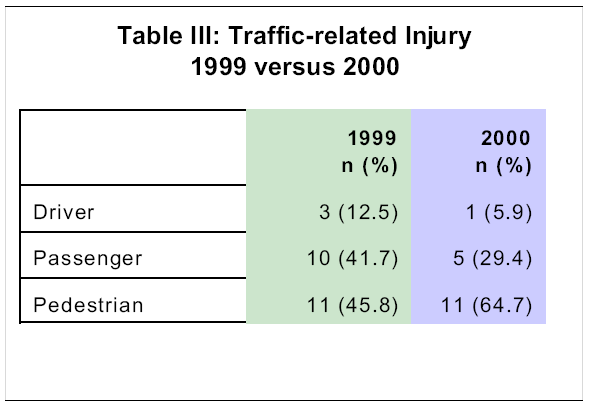 Table III: Traffic-related Injury
1999 versus 2000
1999 2000
n (%) n (%)
Driver 3 (12.5) 1 (5.9)
Passenger 10 (41.7) 5 (29.4)
Pedestrian 11 (45.8) 11 (64.7)